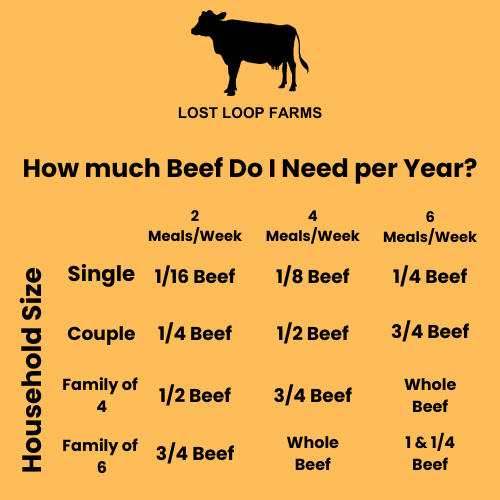 LOST LOOP FARMS
How much Beef Do I Need per Year?
2 Meals/Week
4 Meals/Week
6 Meals/Week
Household Size
Single 1/16 Beef 1/8 Beef 1/4 Beef
Couple 1/4 Beef 1/2 Beef 3/4 Beef
Family of 4 1/2 Beef 3/4 Beef Whole Beef
Family of 6 3/4 Beef Whole Beef 1 & 1/4 Beef